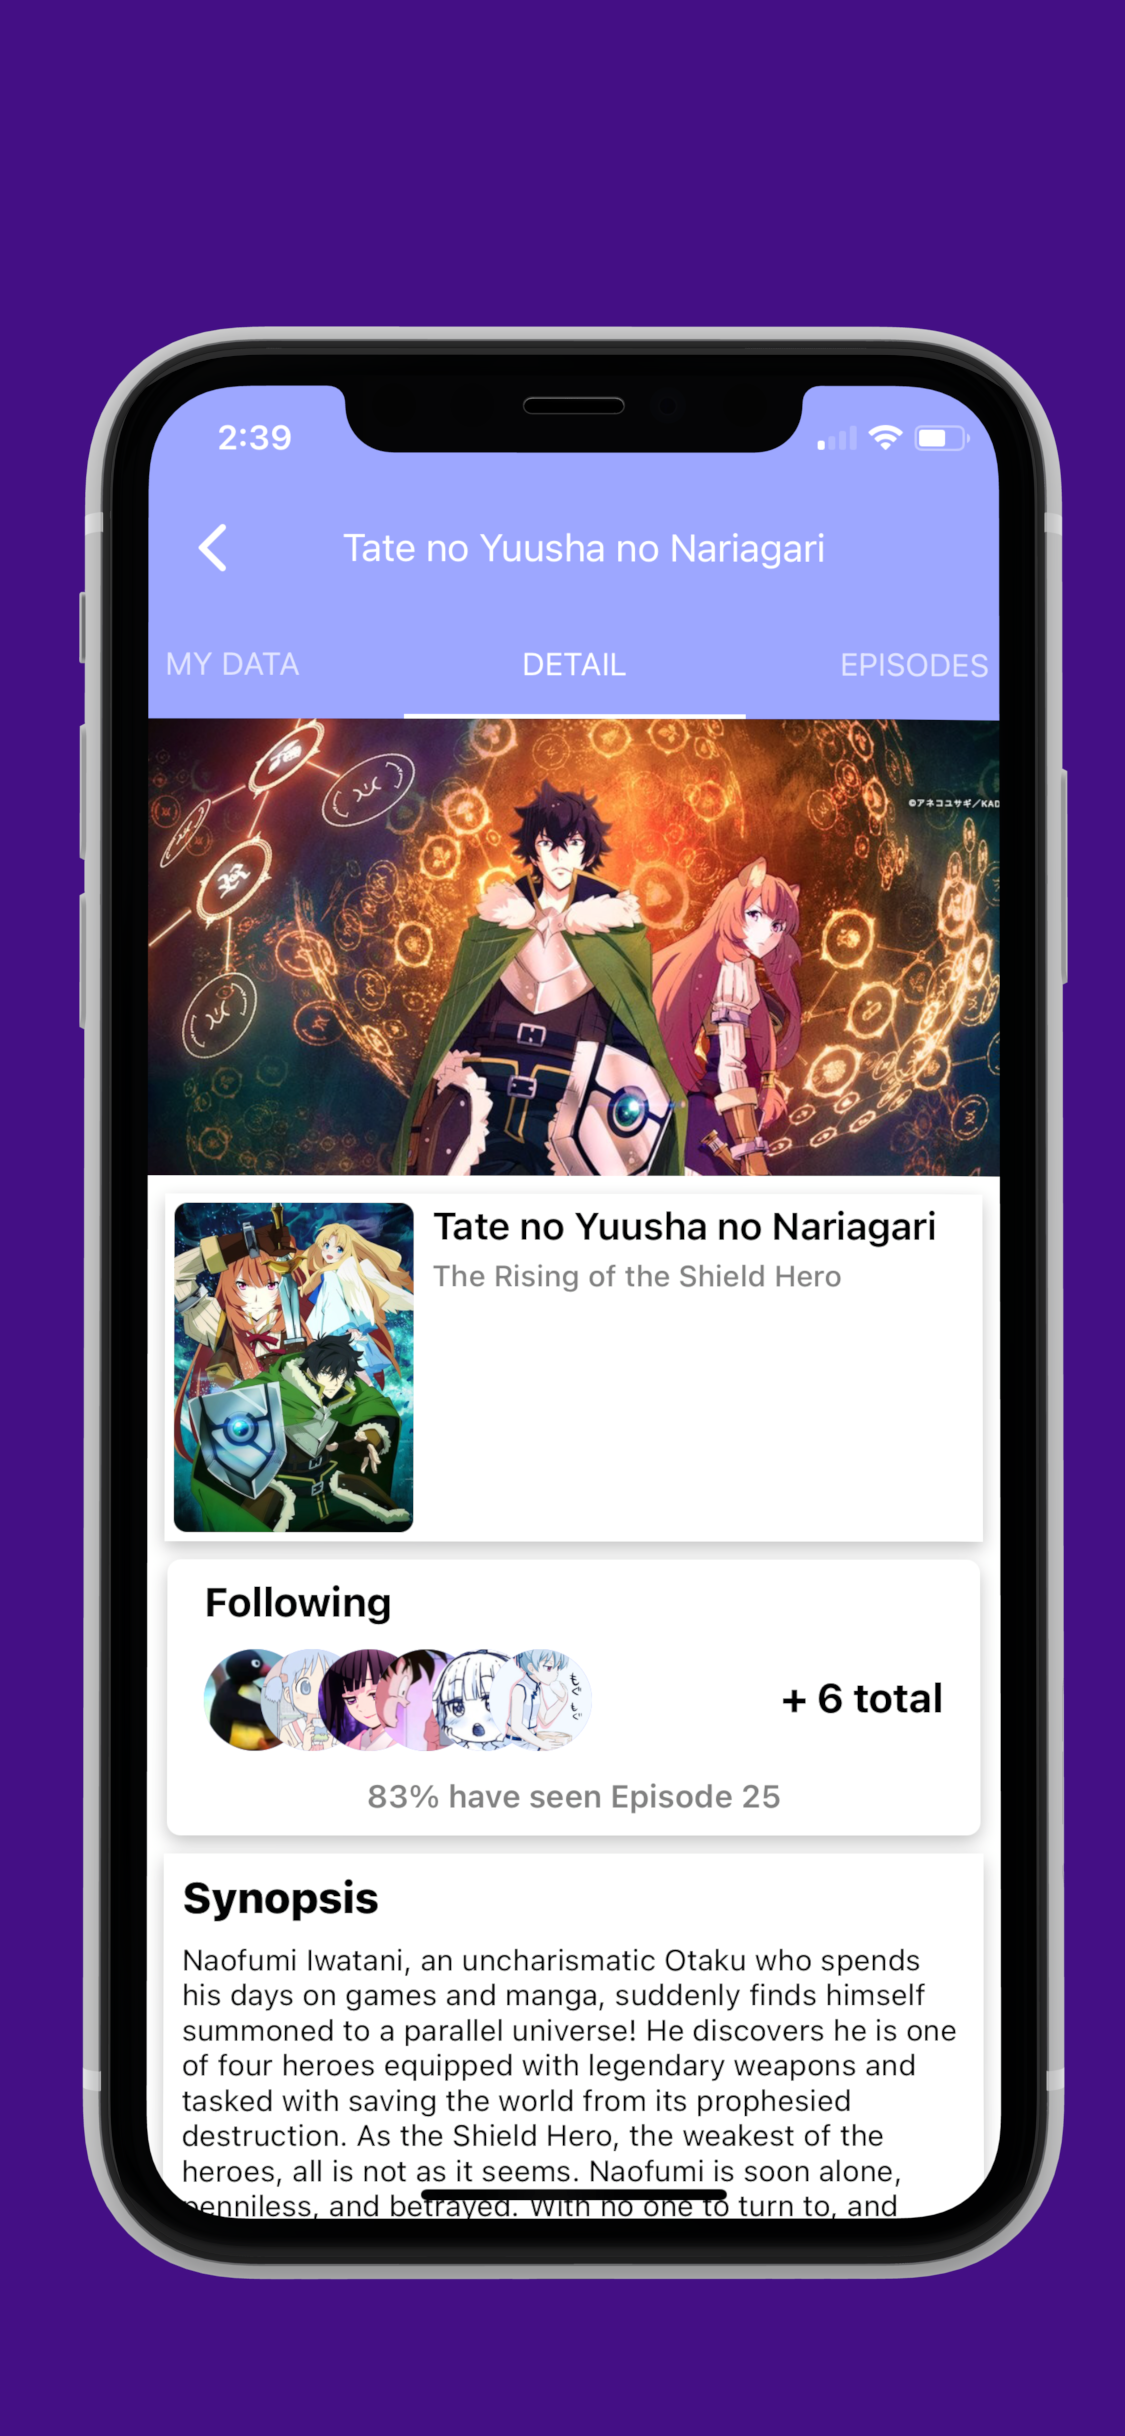 2:39
Tate no Yuusha no Nariagari
MY DATA
DETAIL
EPISODES
©アネコユサギ／KAD
Tate no Yuusha no Nariagari
The Rising of the Shield Hero
Following
もぐ
もぐ
+ 6 total
83% have seen Episode 25
Synopsis
Naofumi Iwatani, an uncharismatic Otaku who spends
his days on games and manga, suddenly finds himself
summoned to a parallel universe! He discovers he is one
of four heroes equipped with legendary weapons and
tasked with saving the world from its prophesied
destruction. As the Shield Hero, the weakest of the
heroes, all is not as it seems. Naofumi is soon alone,
penniless, and betrayed. With no one to turn to, and